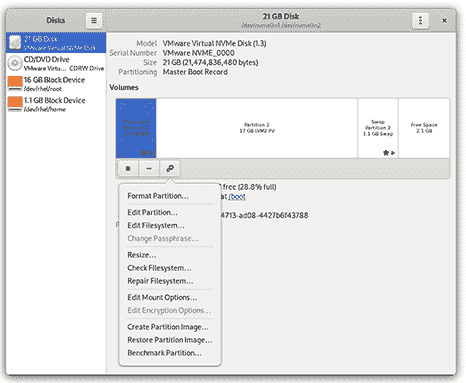 Disks
21 GB Disk
/dev/nvme0n1 /dev/nvme0n2
21 GB Disk
VMware Virtual NVMe Disk
CD/DVD Drive
VMware Virtu... CDRW Drive
16 GB Block Device
/dev/rhel/root
1.1 GB Block Device
/dev/rhel/home
Model VMware Virtual NVMe Disk (1.3)
Serial Number VMware NVME_0000
Size 21 GB (21,474,836,480 bytes)
Partitioning Master Boot Record
Volumes
Partition 2
17 GB LVM2 PV
Swap
Partition 3
1.1 GB Swap
Free Space
2.1 GB
Format Partition...
Edit Partition...
Edit Filesystem...
Change Passphrase...
Resize...
Check Filesystem...
Repair Filesystem...
Edit Mount Options...
Edit Encryption Options...
Create Partition Image...
Restore Partition Image...
Benchmark Partition...
free (28.8% full)
at /boot
4713-ad08-4427b6f43788